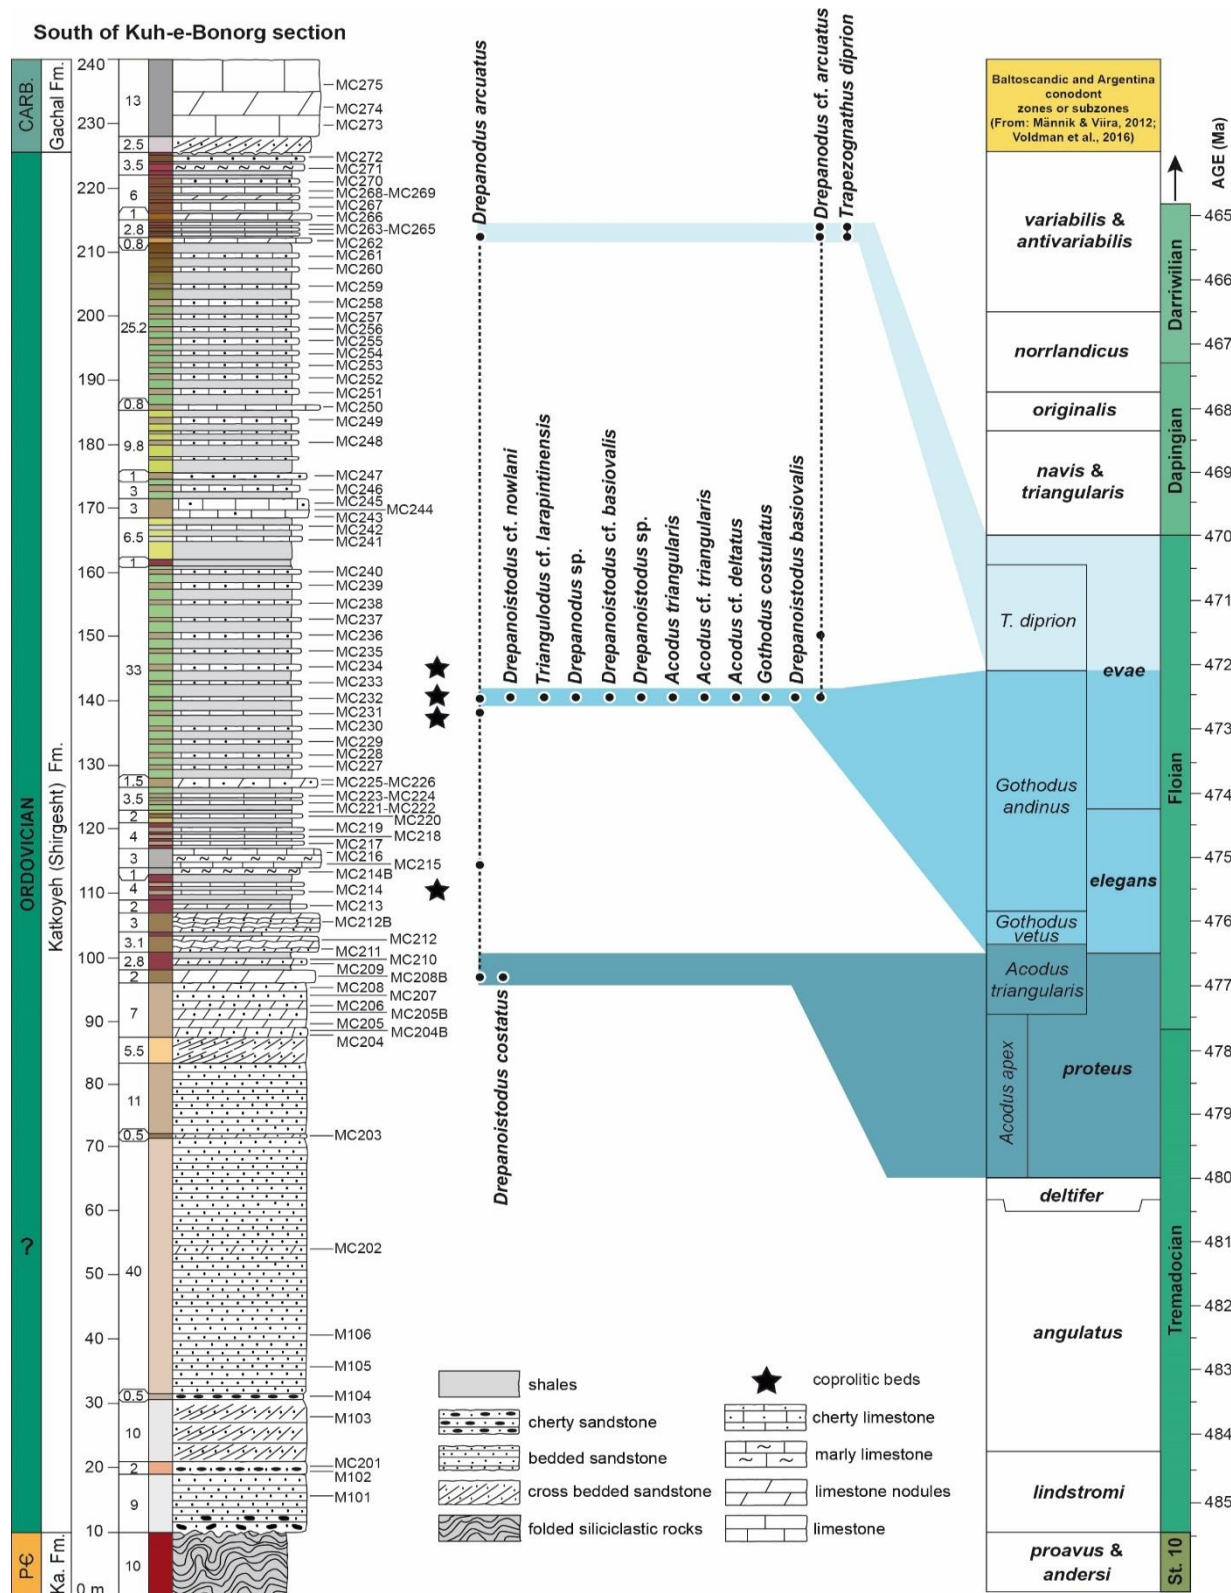 South of Kuh-e-Bonorg section
CARB.
ORDOVICIAN
?
PЄ
Gachal Fm.
Katkoyeh (Shirgesht) Fm.
Ka. Fm.
240
230
220
210
200
190
180
170
160
150
140
130
120
110
100
90
80
70
60
50
40
30
20
10
0 m
13
2.5
3.5
6
1
2.8
0.8
25.2
0.8
9.8
1
3
3
6.5
1
33
1.5
3.5
2
4
3
1
4
2
3
3.1
2.8
2
7
5.5
11
0.5
40
0.5
10
2
9
10
MC275
MC274
MC273
MC272
MC271
MC270
MC268-MC269
MC267
MC266
MC263-MC265
MC262
MC261
MC260
MC259
MC258
MC257
MC256
MC255
MC254
MC253
MC252
MC251
MC250
MC249
MC248
MC247
MC246
MC245
MC244
MC243
MC242
MC241
MC240
MC239
MC238
MC237
MC236
MC235
MC234
MC233
MC232
MC231
MC230
MC229
MC228
MC227
MC225-MC226
MC223-MC224
MC221-MC222
MC220
MC219
MC218
MC217
MC216
MC215
MC214B
MC214
MC213
MC212B
MC212
MC211
MC210
MC209
MC208B
MC208
MC207
MC206
MC205B
MC205
MC204B
MC204
MC203
MC202
M106
M105
M104
M103
MC201
M102
M101
Drepanodus arcuatus
Drepanoistodus costatus
Drepanoistodus cf. nowlani
Triangulodus cf. larapintinensis
Drepanodus sp.
Drepanoistodus cf. basiovalis
Drepanoistodus sp.
Acodus triangularis
Acodus cf. triangularis
Acodus cf. deltatus
Gothodus costulatus
Drepanoistodus basiovalis
Drepanodus cf. arcuatus
Trapezognathus diprion
shales
cherty sandstone
bedded sandstone
cross bedded sandstone
folded siliciclastic rocks
coprolitic beds
cherty limestone
marly limestone
limestone nodules
limestone
Baltoscandic and Argentina
conodont
zones or subzones
(From: Männik & Viira, 2012;
Voldman et al., 2016)
variabilis &
antivariabilis
norrlandicus
originalis
navis &
triangularis
T. diprion
evae
Gothodus
andinus
elegans
Gothodus
vetus
Acodus
triangularis
Acodus apex
proteus
deltifer
angulatus
lindstromi
proavus &
andersi
Darriwilian
Dapingian
Floian
Tremadocian
St. 10
AGE (Ma)
465
466
467
468
469
470
471
472
473
474
475
476
477
478
479
480
481
482
483
484
485